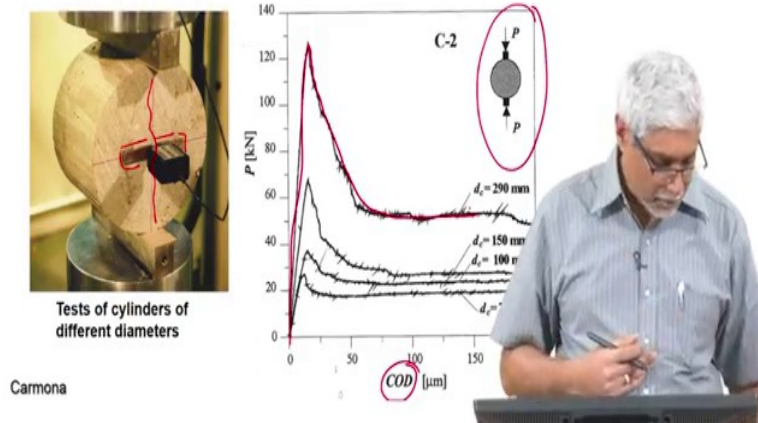 140
120
100
80
60
40
20
0
P [kN]
C-2
P
P
d_c = 290 mm
d_c = 150 mm
d_c = 100 m
d_c =
0
50
100
150
COD [μm]
Tests of cylinders of
different diameters
Carmona